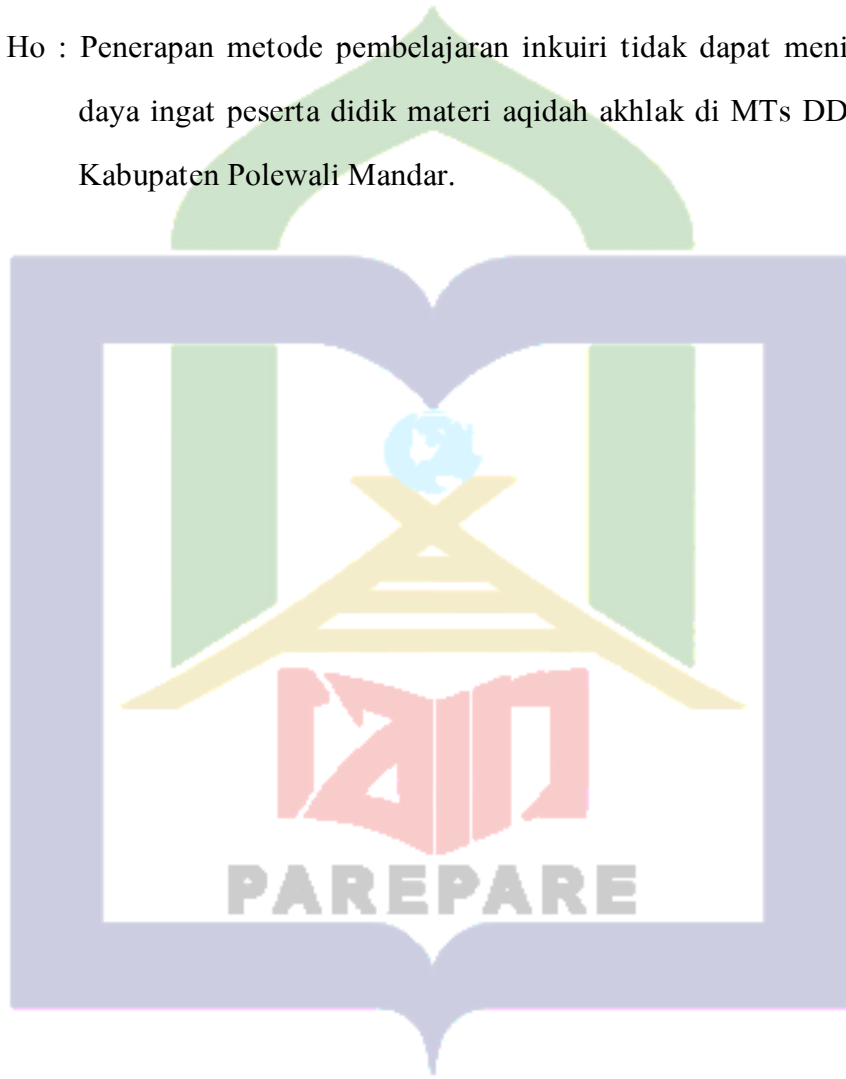 Ho : Penerapan metode pembelajaran inkuiri tidak dapat meni
daya ingat peserta didik materi aqidah akhlak di MTs DD
Kabupaten Polewali Mandar.
iain
PAREPARE